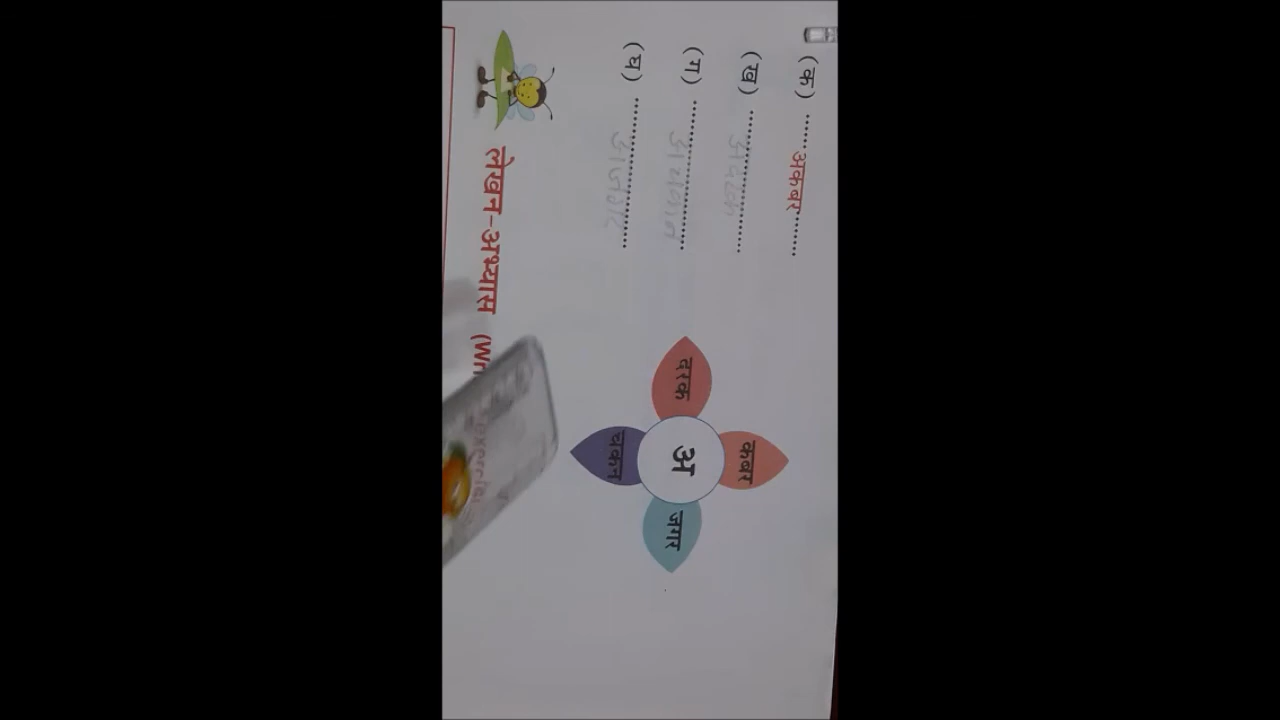 (क) ......अकबर......
(ख) अदरक
(ग) अचकन
(घ) अजगर
कबर
दरक
अ
जगर
चकन
लेखन-अभ्यास